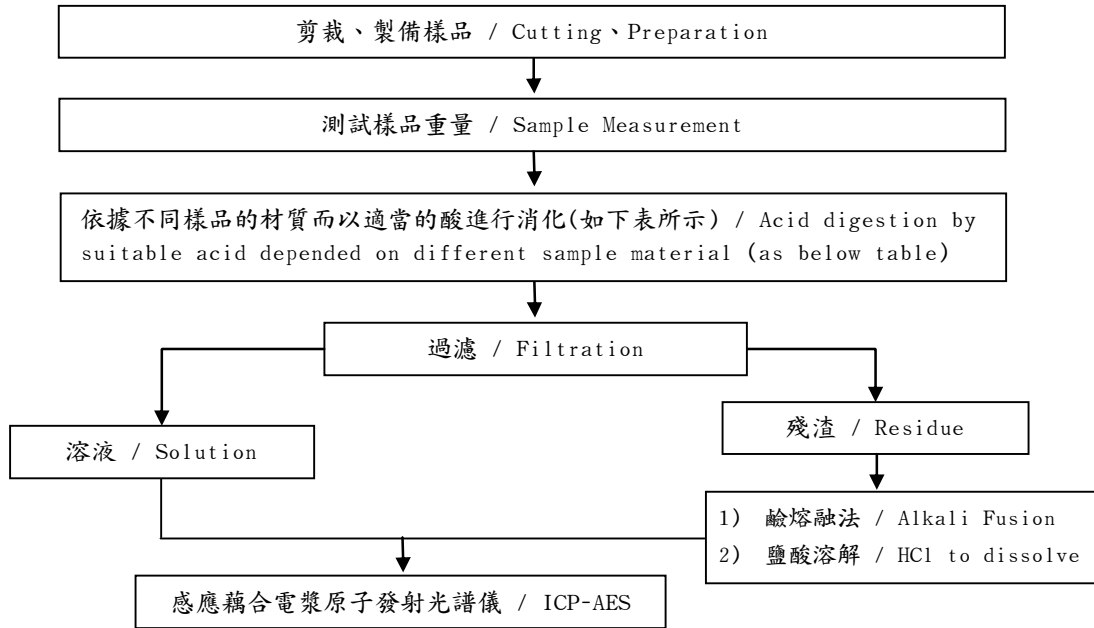 剪裁、製備樣品 / Cutting、Preparation
測試樣品重量 / Sample Measurement
依據不同樣品的材質而以適當的酸進行消化(如下表所示) / Acid digestion by
suitable acid depended on different sample material (as below table)
過濾 / Filtration
溶液 / Solution
殘渣 / Residue
1) 鹼熔融法 / Alkali Fusion
2) 鹽酸溶解 / HCl to dissolve
感應藕合電漿原子發射光譜儀 / ICP-AES